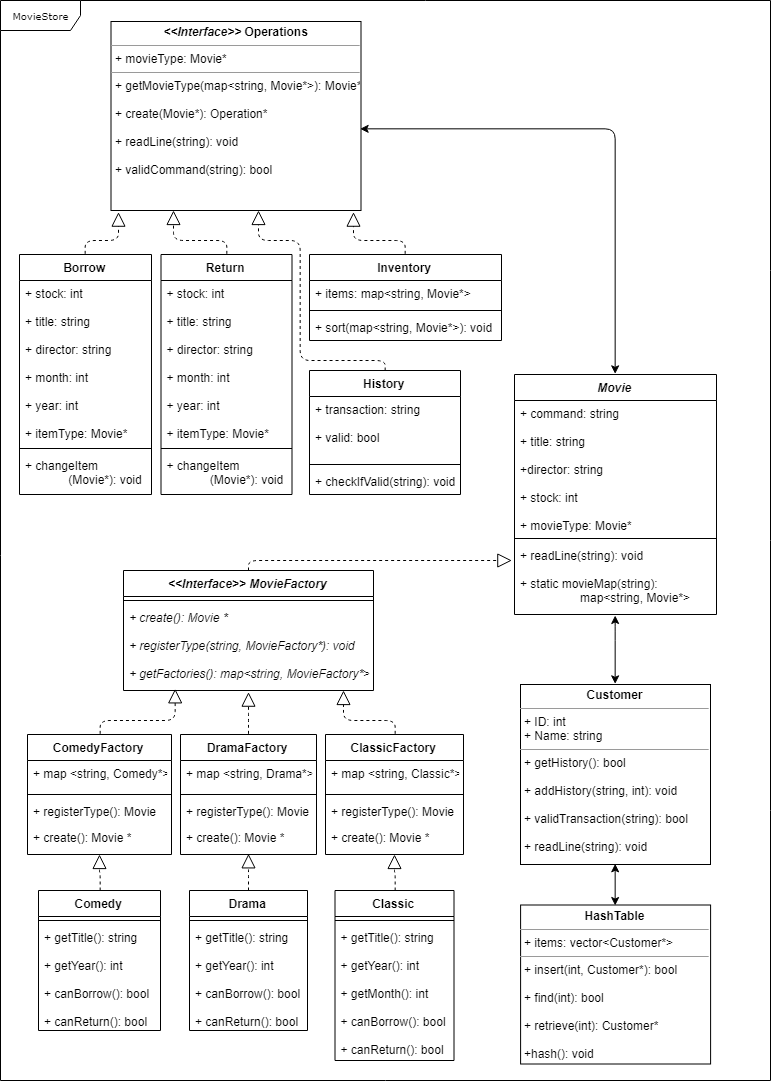 MovieStore
<<Interface>> Operations
+ movieType: Movie*
+ getMovieType(map<string, Movie*>): Movie*
+ create(Movie*): Operation*
+ readLine(string): void
+ validCommand(string): bool
Borrow
+ stock: int
+ title: string
+ director: string
+ month: int
+ year: int
+ itemType: Movie*
+ changeItem
(Movie*): void
Return
+ stock: int
+ title: string
+ director: string
+ month: int
+ year: int
+ itemType: Movie*
+ changeItem
(Movie*): void
Inventory
+ items: map<string, Movie*>
+ sort(map<string, Movie*>): void
History
+ transaction: string
+ valid: bool
+ checkIfValid(string): void
Movie
+ command: string
+ title: string
+director: string
+ stock: int
+ movieType: Movie*
+ readLine(string): void
+ static movieMap(string):
map<string, Movie*>
<<Interface>> MovieFactory
+ create(): Movie *
+ registerType(string, MovieFactory*): void
+ getFactories(): map<string, MovieFactory*>
Customer
+ ID: int
+ Name: string
+ getHistory(): bool
+ addHistory(string, int): void
+ validTransaction(string): bool
+ readLine(string): void
ComedyFactory
+ map <string, Comedy*>
+ registerType(): Movie
+ create(): Movie *
DramaFactory
+ map <string, Drama*>
+ registerType(): Movie
+ create(): Movie *
ClassicFactory
+ map <string, Classic*>
+ registerType(): Movie
+ create(): Movie *
Comedy
+ getTitle(): string
+ getYear(): int
+ canBorrow(): bool
+ canReturn(): bool
Drama
+ getTitle(): string
+ getYear(): int
+ canBorrow(): bool
+ canReturn(): bool
Classic
+ getTitle(): string
+ getYear(): int
+ getMonth(): int
+ canBorrow(): bool
+ canReturn(): bool
HashTable
+ items: vector<Customer*>
+ insert(int, Customer*): bool
+ find(int): bool
+ retrieve(int): Customer*
+hash(): void